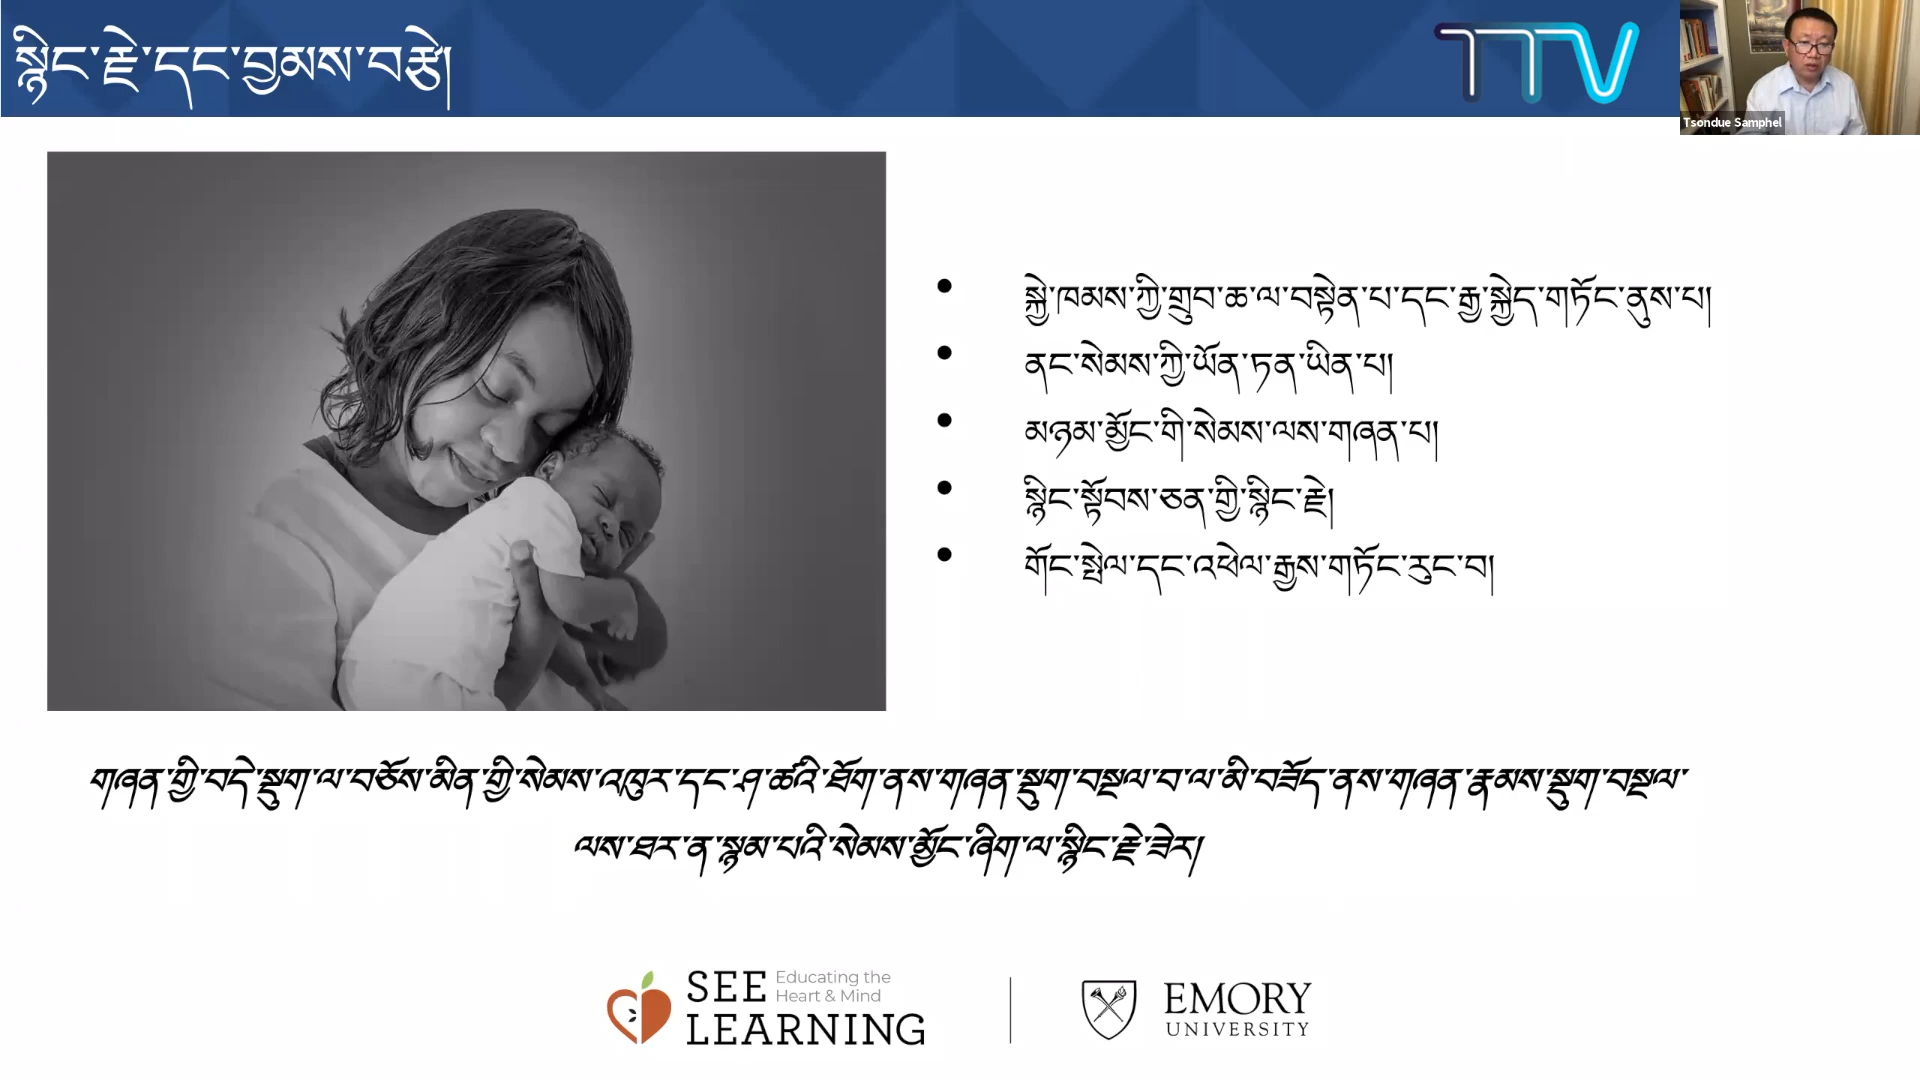 སྙིང་རྗེ་དང་བྱམས་བརྩེ།
TTV
Tsondue Samphel
• སྐྱེ་ཁམས་ཀྱི་གྲུབ་ཆ་ལ་བསྟེན་པ་དང་རྒྱ་སྐྱེད་གཏོང་ནུས་པ།
• ནང་སེམས་ཀྱི་ཡོན་ཏན་ཡིན་པ།
• མཉམ་མྱོང་གི་སེམས་ལས་གཞན་པ།
• སྙིང་སྟོབས་ཅན་གྱི་སྙིང་རྗེ།
• གོང་སྤེལ་དང་འཕེལ་རྒྱས་གཏོང་རུང་བ།
གཞན་གྱི་བདེ་སྡུག་ལ་བཅོས་མིན་གྱི་སེམས་འཁུར་དང་ཤ་ཚའི་ཐོག་ནས་གཞན་སྡུག་བསྔལ་བ་ལ་མི་བཟོད་ནས་གཞན་རྣམས་སྡུག་བསྔལ་
ལས་ཐར་ན་སྙམ་པའི་སེམས་མྱོང་ཞིག་ལ་སྙིང་རྗེ་ཟེར།
SEE Educating the
Heart & Mind
LEARNING
EMORY
UNIVERSITY